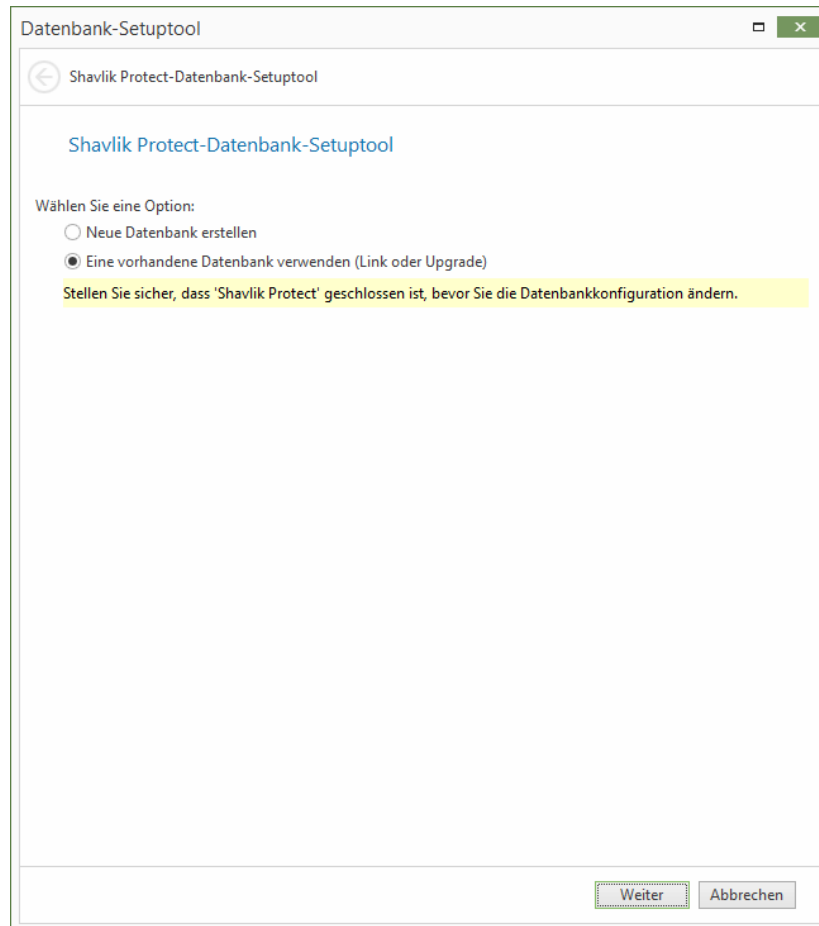 Datenbank-Setuptool
Shavlik Protect-Datenbank-Setuptool
Shavlik Protect-Datenbank-Setuptool
Wählen Sie eine Option:
Neue Datenbank erstellen
Eine vorhandene Datenbank verwenden (Link oder Upgrade)
Stellen Sie sicher, dass 'Shavlik Protect' geschlossen ist, bevor Sie die Datenbankkonfiguration ändern.
Weiter Abbrechen